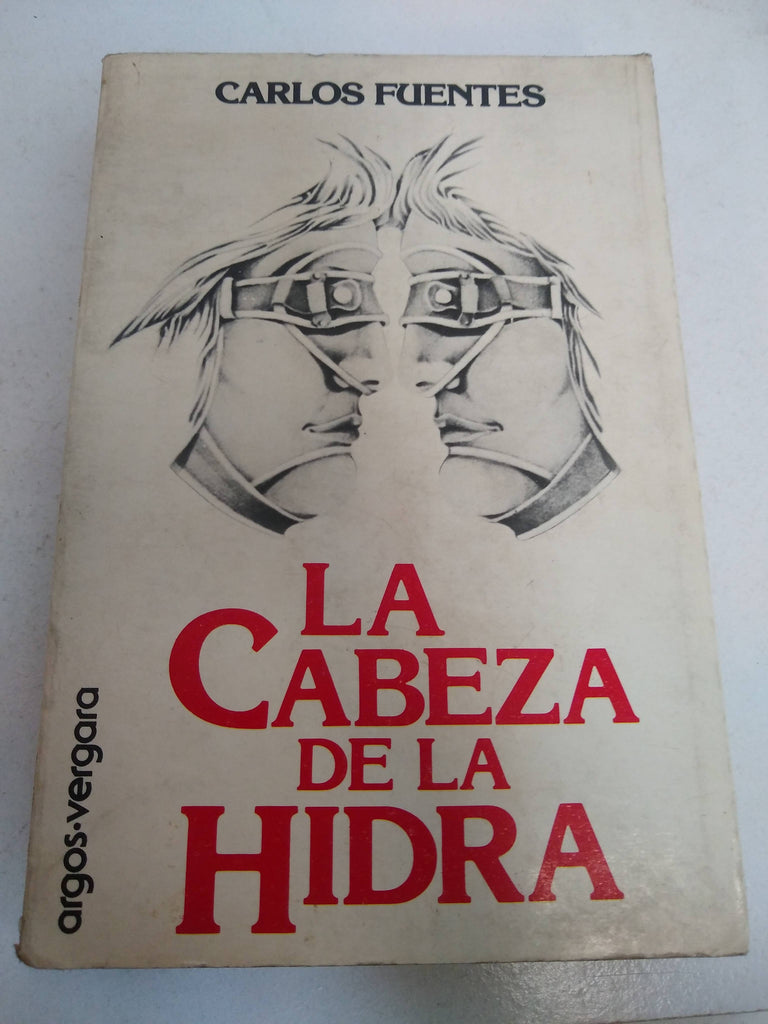 CARLOS FUENTES
LA
CABEZA
DE LA
HIDRA
argos·vergara